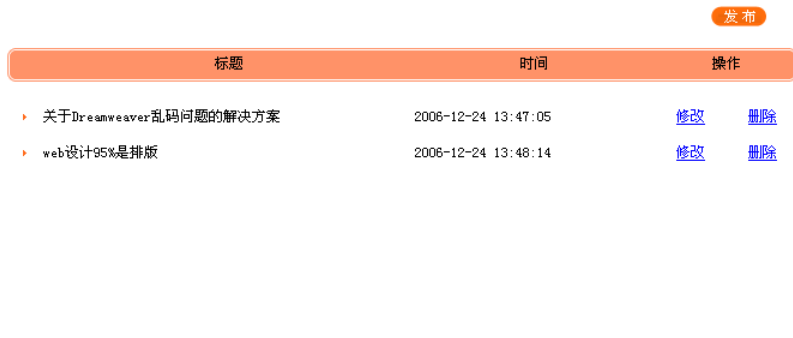 发布
标题 时间 操作
关于Dreamweaver乱码问题的解决方案 2006-12-24 13:47:05 修改 删除
web设计95%是排版 2006-12-24 13:48:14 修改 删除